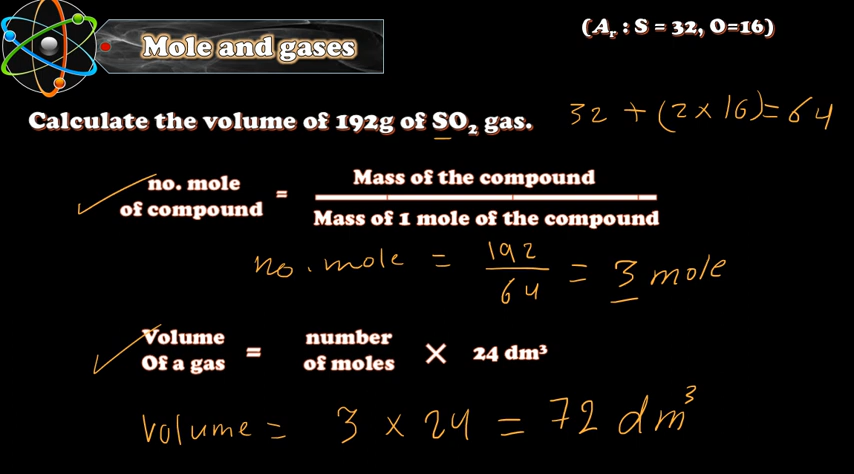 (Aᵣ : S = 32, O=16)
Mole and gases
Calculate the volume of 192g of SO₂ gas.
32 + (2 × 16) = 64
no. mole of compound = Mass of the compound / Mass of 1 mole of the compound
no. mole = 192 / 64 = 3 mole
Volume Of a gas = number of moles × 24 dm³
Volume = 3 × 24 = 72 dm³